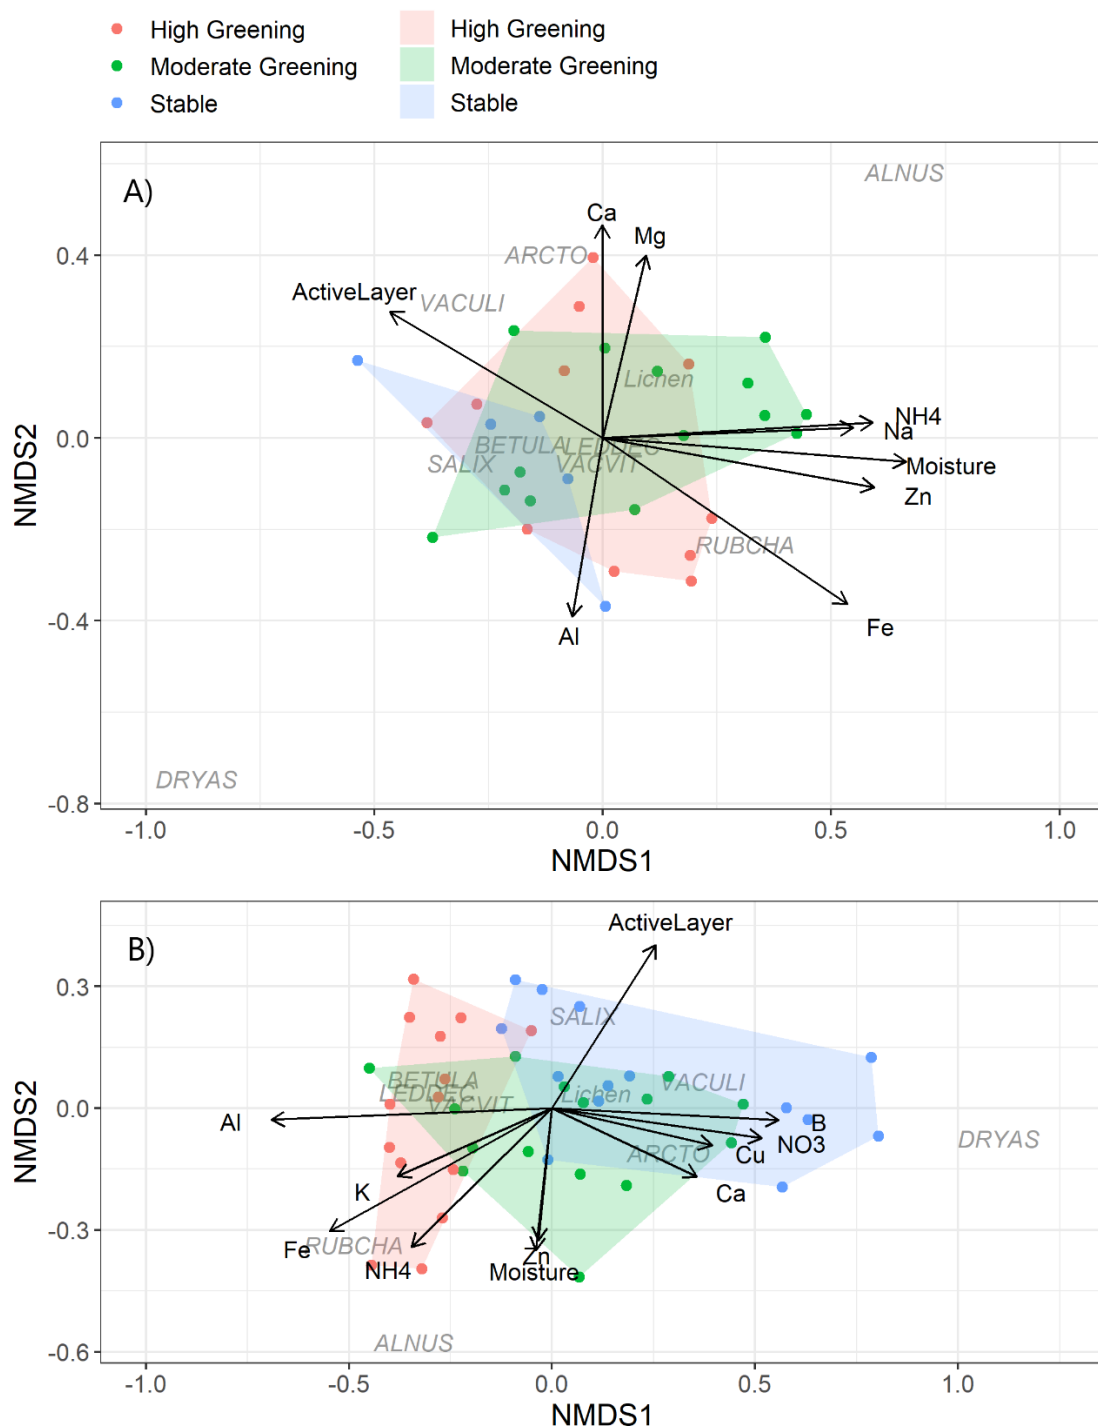 High Greening High Greening
Moderate Greening Moderate Greening
Stable Stable
A)
ALNUS
Ca
Mg
ARCTO
ActiveLayer
VACULI
Lichen
NH4
Na
BETULA LEDDEC
SALIX VACVIT Moisture
Zn
RUBCHA
Fe
Al
DRYAS
0.4
0.0
-0.4
-0.8
NMDS2
-1.0 -0.5 0.0 0.5 1.0
NMDS1
B)
ActiveLayer
SALIX
BETULA VACULI
LEDDEC Lichen
VACVIT
Al B
NO3 DRYAS
Cu ARCTO
K Ca
Fe RUBCHA
Zn
NH4 Moisture
ALNUS
0.3
0.0
-0.3
-0.6
NMDS2
-1.0 -0.5 0.0 0.5 1.0
NMDS1